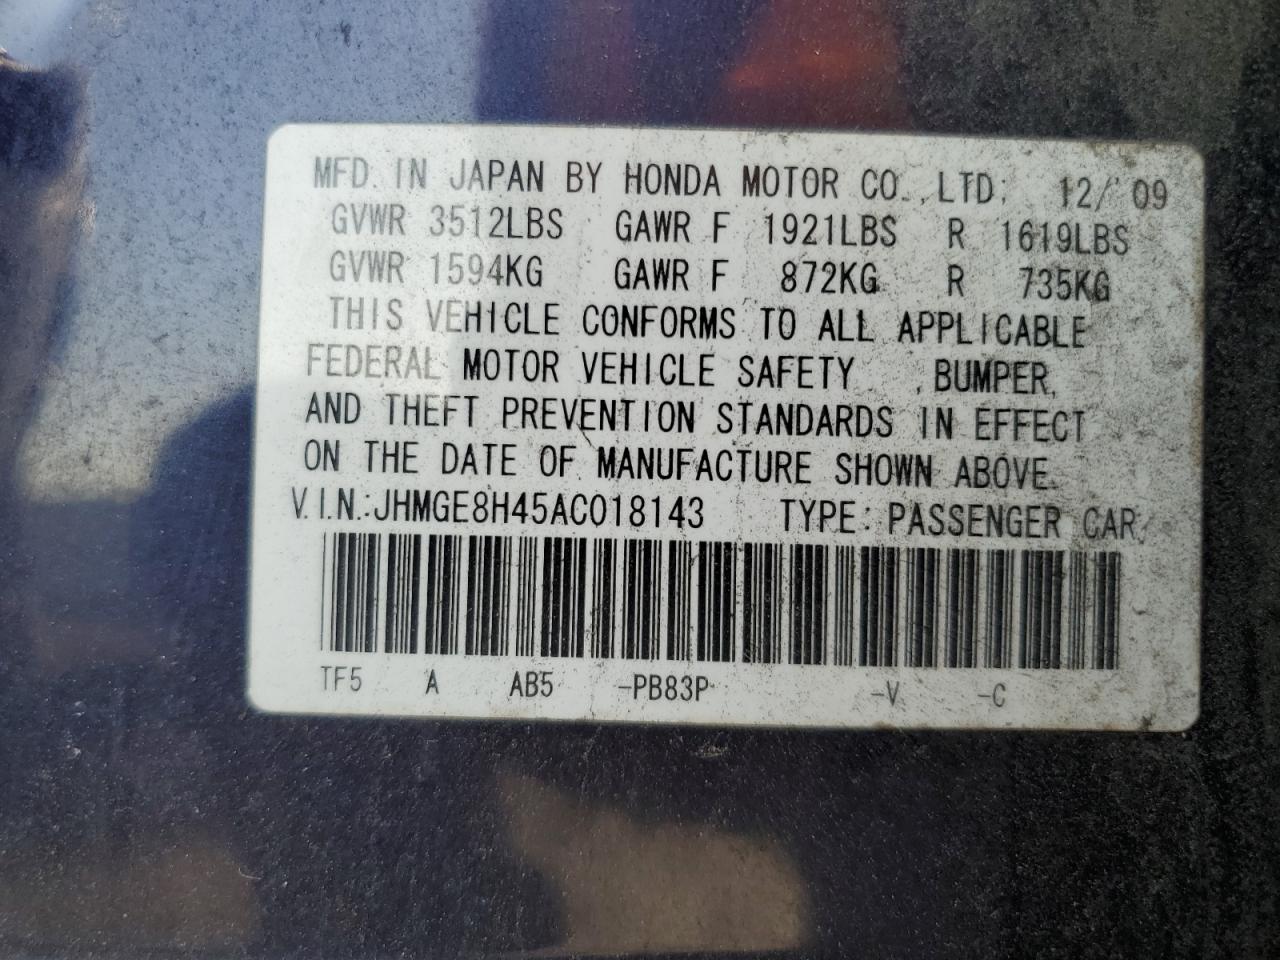 MFD. IN JAPAN BY HONDA MOTOR CO., LTD; 12/'09
GVWR 3512LBS GAWR F 1921LBS R 1619LBS
GVWR 1594KG GAWR F 872KG R 735KG
THIS VEHICLE CONFORMS TO ALL APPLICABLE
FEDERAL MOTOR VEHICLE SAFETY , BUMPER,
AND THEFT PREVENTION STANDARDS IN EFFECT
ON THE DATE OF MANUFACTURE SHOWN ABOVE.
V.I.N.:JHMGE8H45AC018143 TYPE: PASSENGER CAR
TF5 A AB5 -PB83P -V -C